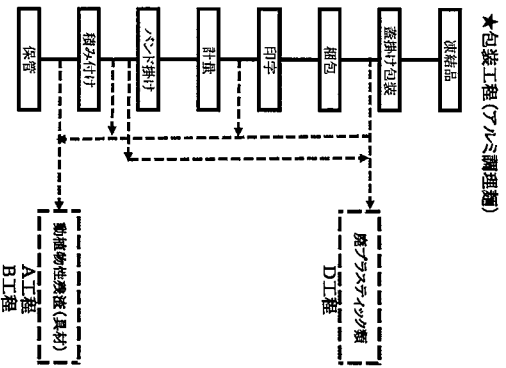 ★包装工程(アルミ調理麺)
凍結品
蓋掛け包装
梱包
印字
計量
バンド掛け
積み付け
保管
廃プラスティック類
D工程
動植物性残渣(具材)
A工程
B工程